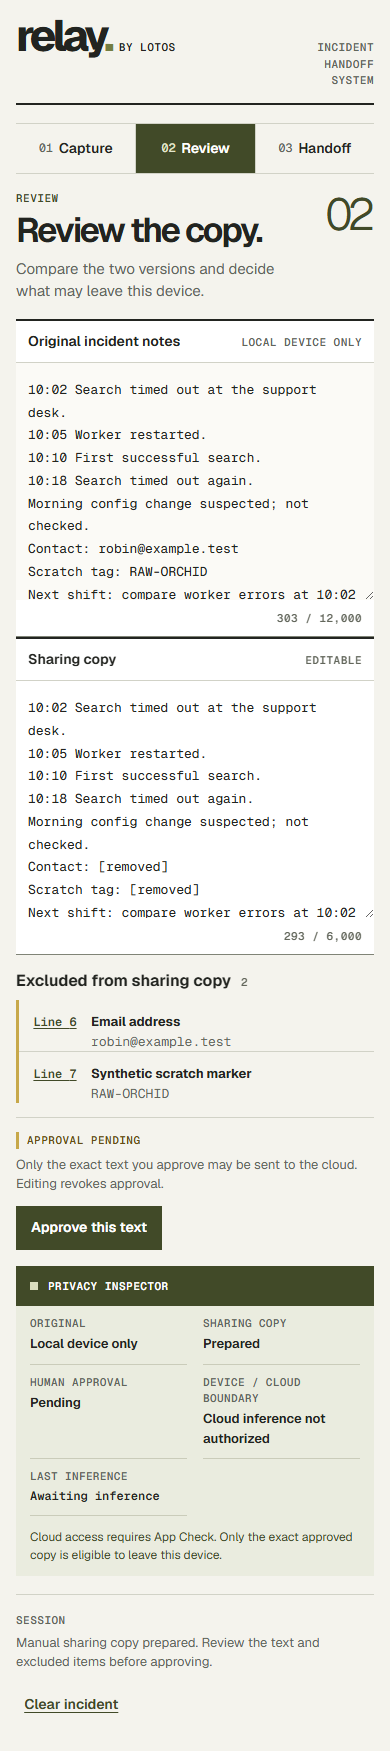 relay. BY LOTOS
INCIDENT
HANDOFF
SYSTEM
01 Capture
02 Review
03 Handoff
REVIEW
Review the copy.
02
Compare the two versions and decide
what may leave this device.
Original incident notes
LOCAL DEVICE ONLY
10:02 Search timed out at the support
desk.
10:05 Worker restarted.
10:10 First successful search.
10:18 Search timed out again.
Morning config change suspected; not
checked.
Contact: robin@example.test
Scratch tag: RAW-ORCHID
Next shift: compare worker errors at 10:02
303 / 12,000
Sharing copy
EDITABLE
10:02 Search timed out at the support
desk.
10:05 Worker restarted.
10:10 First successful search.
10:18 Search timed out again.
Morning config change suspected; not
checked.
Contact: [removed]
Scratch tag: [removed]
Next shift: compare worker errors at 10:02
293 / 6,000
Excluded from sharing copy 2
Line 6 Email address
robin@example.test
Line 7 Synthetic scratch marker
RAW-ORCHID
APPROVAL PENDING
Only the exact text you approve may be sent to the cloud.
Editing revokes approval.
Approve this text
PRIVACY INSPECTOR
ORIGINAL
Local device only
SHARING COPY
Prepared
HUMAN APPROVAL
Pending
DEVICE / CLOUD
BOUNDARY
Cloud inference not
authorized
LAST INFERENCE
Awaiting inference
Cloud access requires App Check. Only the exact approved
copy is eligible to leave this device.
SESSION
Manual sharing copy prepared. Review the text and
excluded items before approving.
Clear incident